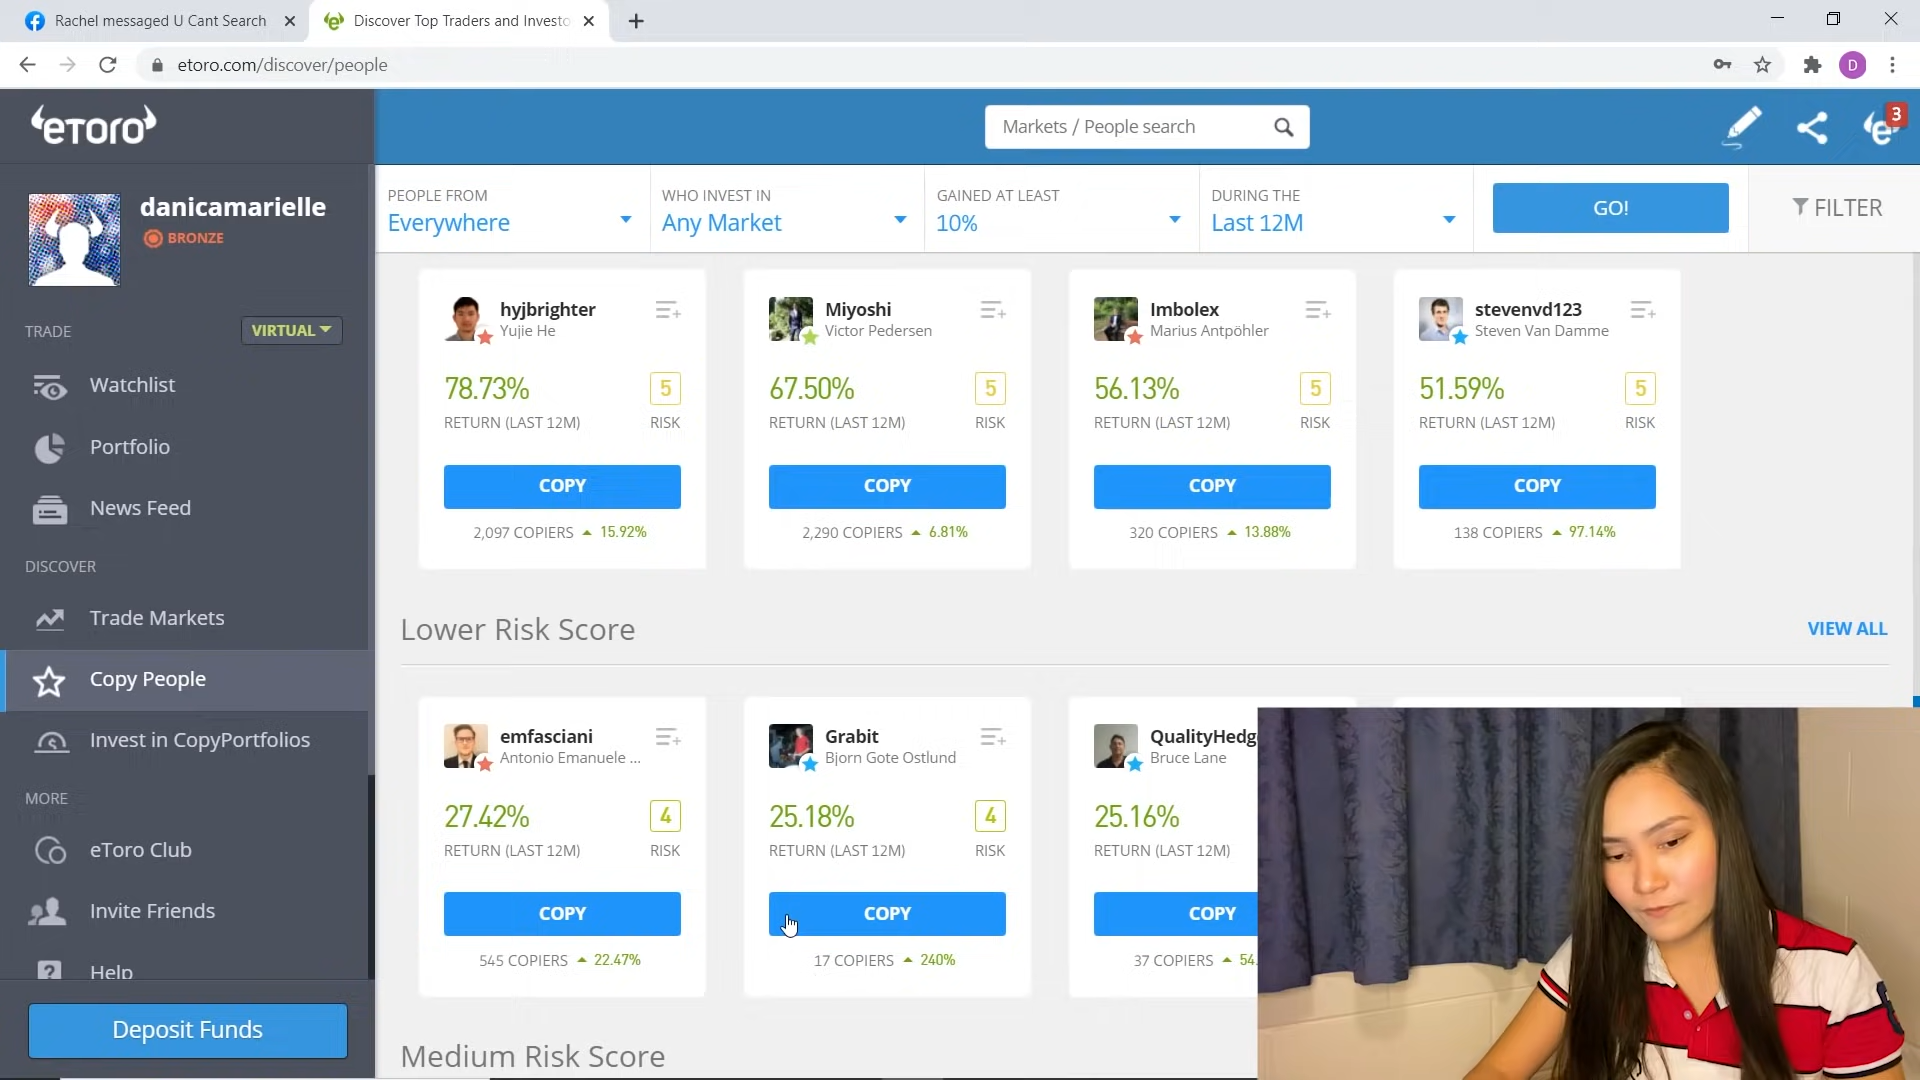 Rachel messaged U Cant Search
Discover Top Traders and Investo
etoro.com/discover/people
D
eToro
Markets / People search
3
danicamarielle
BRONZE
PEOPLE FROM
Everywhere
WHO INVEST IN
Any Market
GAINED AT LEAST
10%
DURING THE
Last 12M
GO!
FILTER
TRADE
VIRTUAL
Watchlist
Portfolio
News Feed
DISCOVER
Trade Markets
Copy People
Invest in CopyPortfolios
MORE
eToro Club
Invite Friends
Help
Deposit Funds
hyjbrighter
Yujie He
78.73%
5
RETURN (LAST 12M)
RISK
COPY
2,097 COPIERS 15.92%
Miyoshi
Victor Pedersen
67.50%
5
RETURN (LAST 12M)
RISK
COPY
2,290 COPIERS 6.81%
Imbolex
Marius Antpöhler
56.13%
5
RETURN (LAST 12M)
RISK
COPY
320 COPIERS 13.88%
stevenvd123
Steven Van Damme
51.59%
5
RETURN (LAST 12M)
RISK
COPY
138 COPIERS 97.14%
Lower Risk Score
VIEW ALL
emfasciani
Antonio Emanuele ...
27.42%
4
RETURN (LAST 12M)
RISK
COPY
545 COPIERS 22.47%
Grabit
Bjorn Gote Ostlund
25.18%
4
RETURN (LAST 12M)
RISK
COPY
17 COPIERS 240%
QualityHedg
Bruce Lane
25.16%
RETURN (LAST 12M)
COPY
37 COPIERS 54.
Medium Risk Score